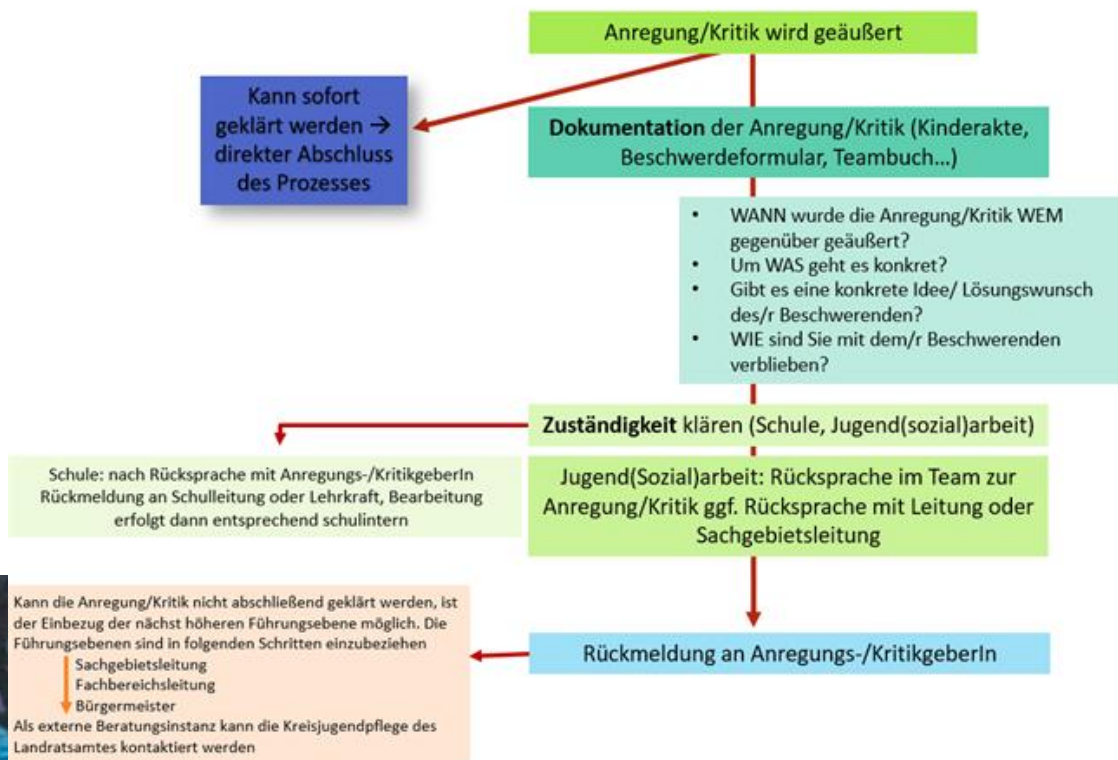 Anregung/Kritik wird geäußert
Kann sofort
geklärt werden →
direkter Abschluss
des Prozesses
Dokumentation der Anregung/Kritik (Kinderakte,
Beschwerdeformular, Teambuch...)
• WANN wurde die Anregung/Kritik WEM
gegenüber geäußert?
• Um WAS geht es konkret?
• Gibt es eine konkrete Idee/ Lösungswunsch
des/r Beschwerenden?
• WIE sind Sie mit dem/r Beschwerenden
verblieben?
Zuständigkeit klären (Schule, Jugend(sozial)arbeit)
Schule: nach Rücksprache mit Anregungs-/KritikgeberIn
Rückmeldung an Schulleitung oder Lehrkraft, Bearbeitung
erfolgt dann entsprechend schulintern
Jugend(Sozial)arbeit: Rücksprache im Team zur
Anregung/Kritik ggf. Rücksprache mit Leitung oder
Sachgebietsleitung
Rückmeldung an Anregungs-/KritikgeberIn
Kann die Anregung/Kritik nicht abschließend geklärt werden, ist
der Einbezug der nächst höheren Führungsebene möglich. Die
Führungsebenen sind in folgenden Schritten einzubeziehen
Sachgebietsleitung
Fachbereichsleitung
Bürgermeister
Als externe Beratungsinstanz kann die Kreisjugendpflege des
Landratsamtes kontaktiert werden